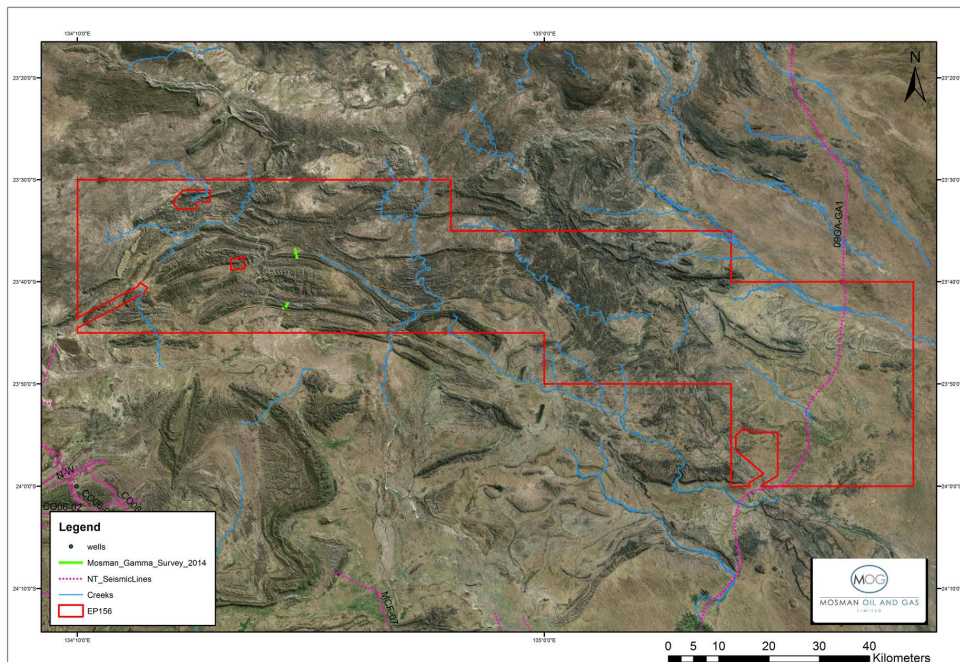 134°10'0"E
135°0'0"E
N
23°20'0"S
23°20'0"S
23°30'0"S
23°30'0"S
09GA-GA1
23°40'0"S
23°40'0"S
23°50'0"S
23°50'0"S
N-W
24°0'0"S
24°0'0"S
CO06-02
Legend
wells
Mosman_Gamma_Survey_2014
NT_SeismicLines
Creeks
EP156
MCF-07
MOG
MOSMAN OIL AND GAS
LIMITED
24°10'0"S
24°10'0"S
134°10'0"E
135°0'0"E
0 5 10 20 30 40
Kilometers